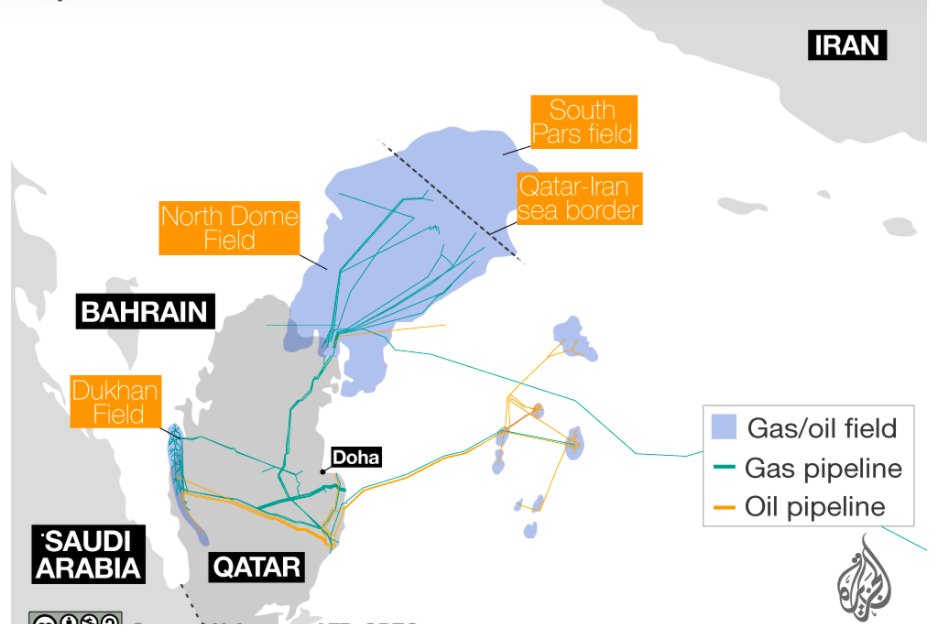 IRAN
South
Pars field
Qatar-Iran
sea border
North Dome
Field
BAHRAIN
Dukhan
Field
Doha
Gas/oil field
Gas pipeline
Oil pipeline
SAUDI
ARABIA
QATAR